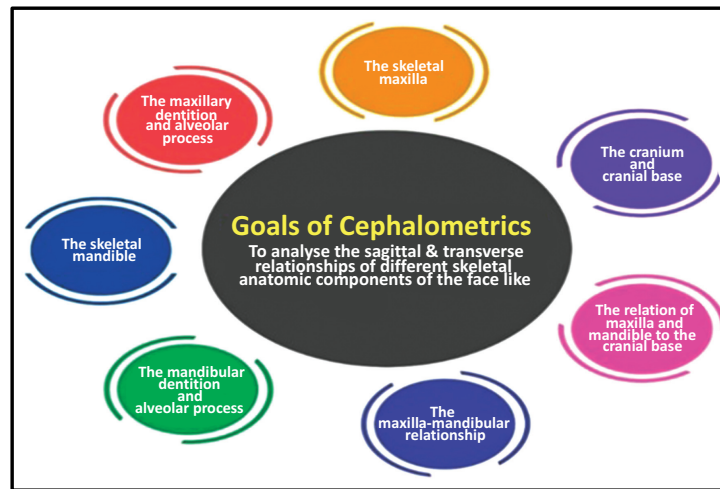 The skeletal
maxilla
The maxillary
dentition
and alveolar
process
The cranium
and
cranial base
Goals of Cephalometrics
To analyse the sagittal & transverse
relationships of different skeletal
anatomic components of the face like
The skeletal
mandible
The relation of
maxilla and
mandible to the
cranial base
The mandibular
dentition
and
alveolar process
The
maxilla-mandibular
relationship